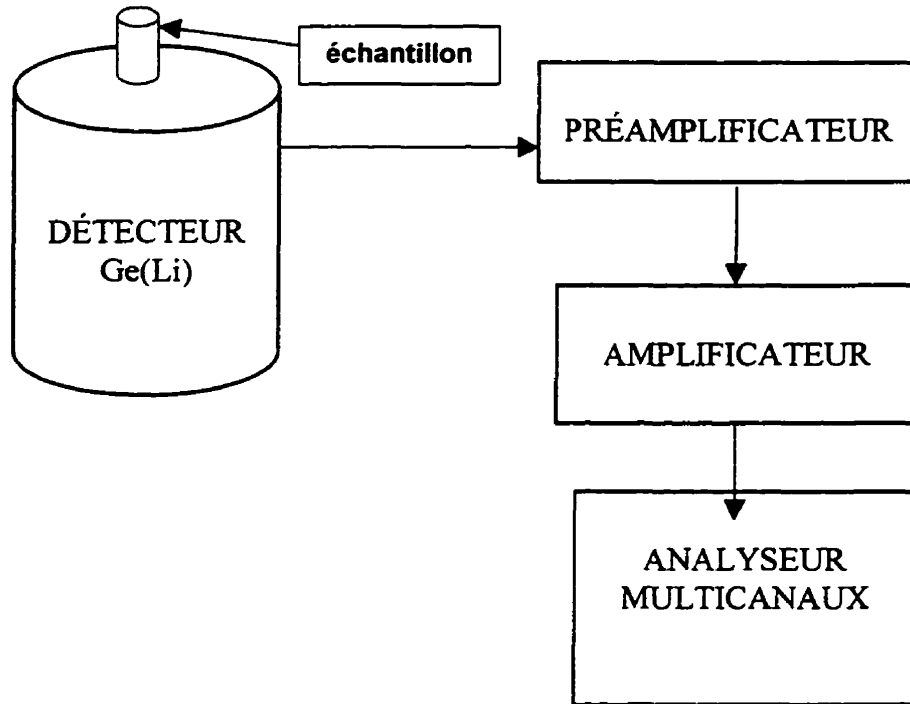 échantillon
PRÉAMPLIFICATEUR
DÉTECTEUR
Ge(Li)
AMPLIFICATEUR
ANALYSEUR
MULTICANAUX